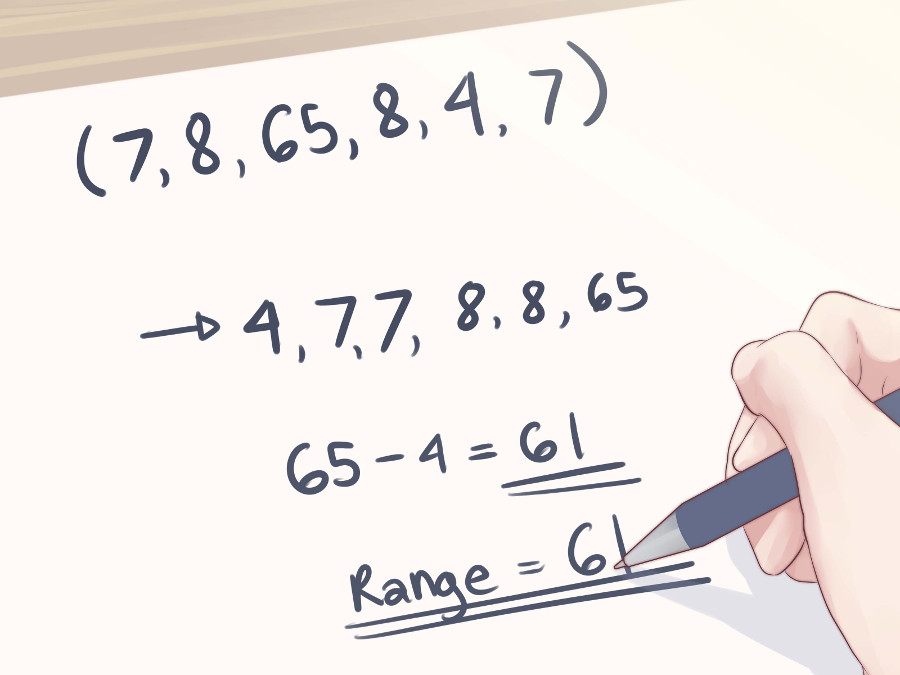 (7, 8, 65, 8, 4, 7)
→ 4, 7, 7, 8, 8, 65
65 - 4 = 61
Range = 61